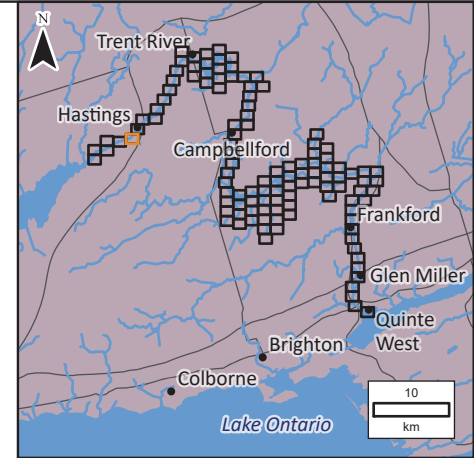 N
Trent River
Hastings
Campbellford
Frankford
Glen Miller
Quinte
West
Brighton
Colborne
Lake Ontario
10
km